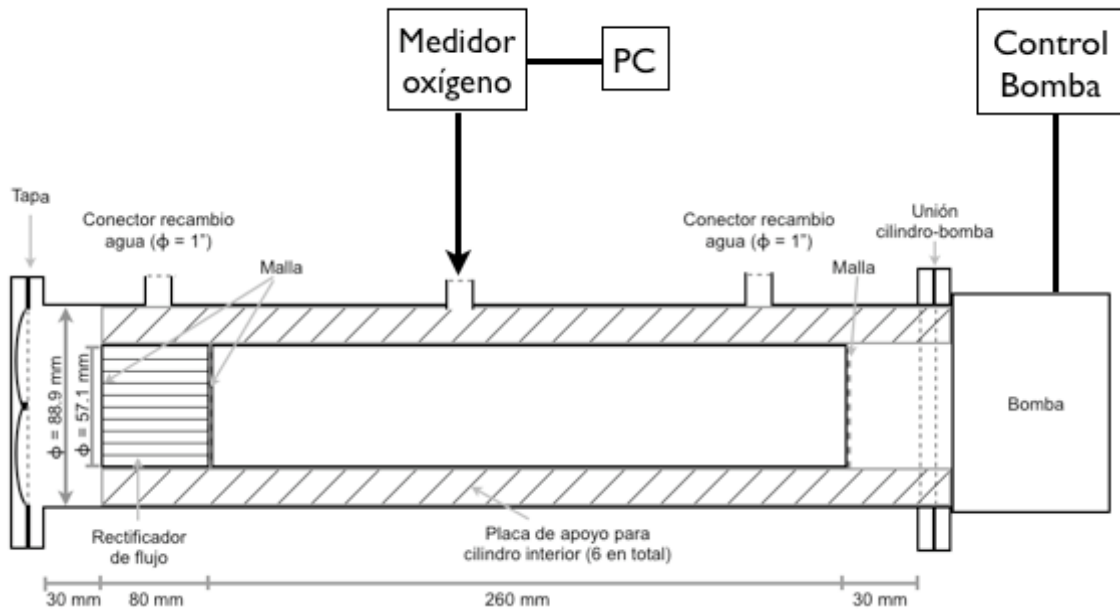 Medidor
oxígeno
PC
Control
Bomba
Tapa
Conector recambio
agua (ϕ = 1")
Malla
Conector recambio
agua (ϕ = 1")
Malla
Unión
cilindro-bomba
ϕ = 88.9 mm
ϕ = 57.1 mm
Bomba
Rectificador
de flujo
Placa de apoyo para
cilindro interior (6 en total)
30 mm
80 mm
260 mm
30 mm